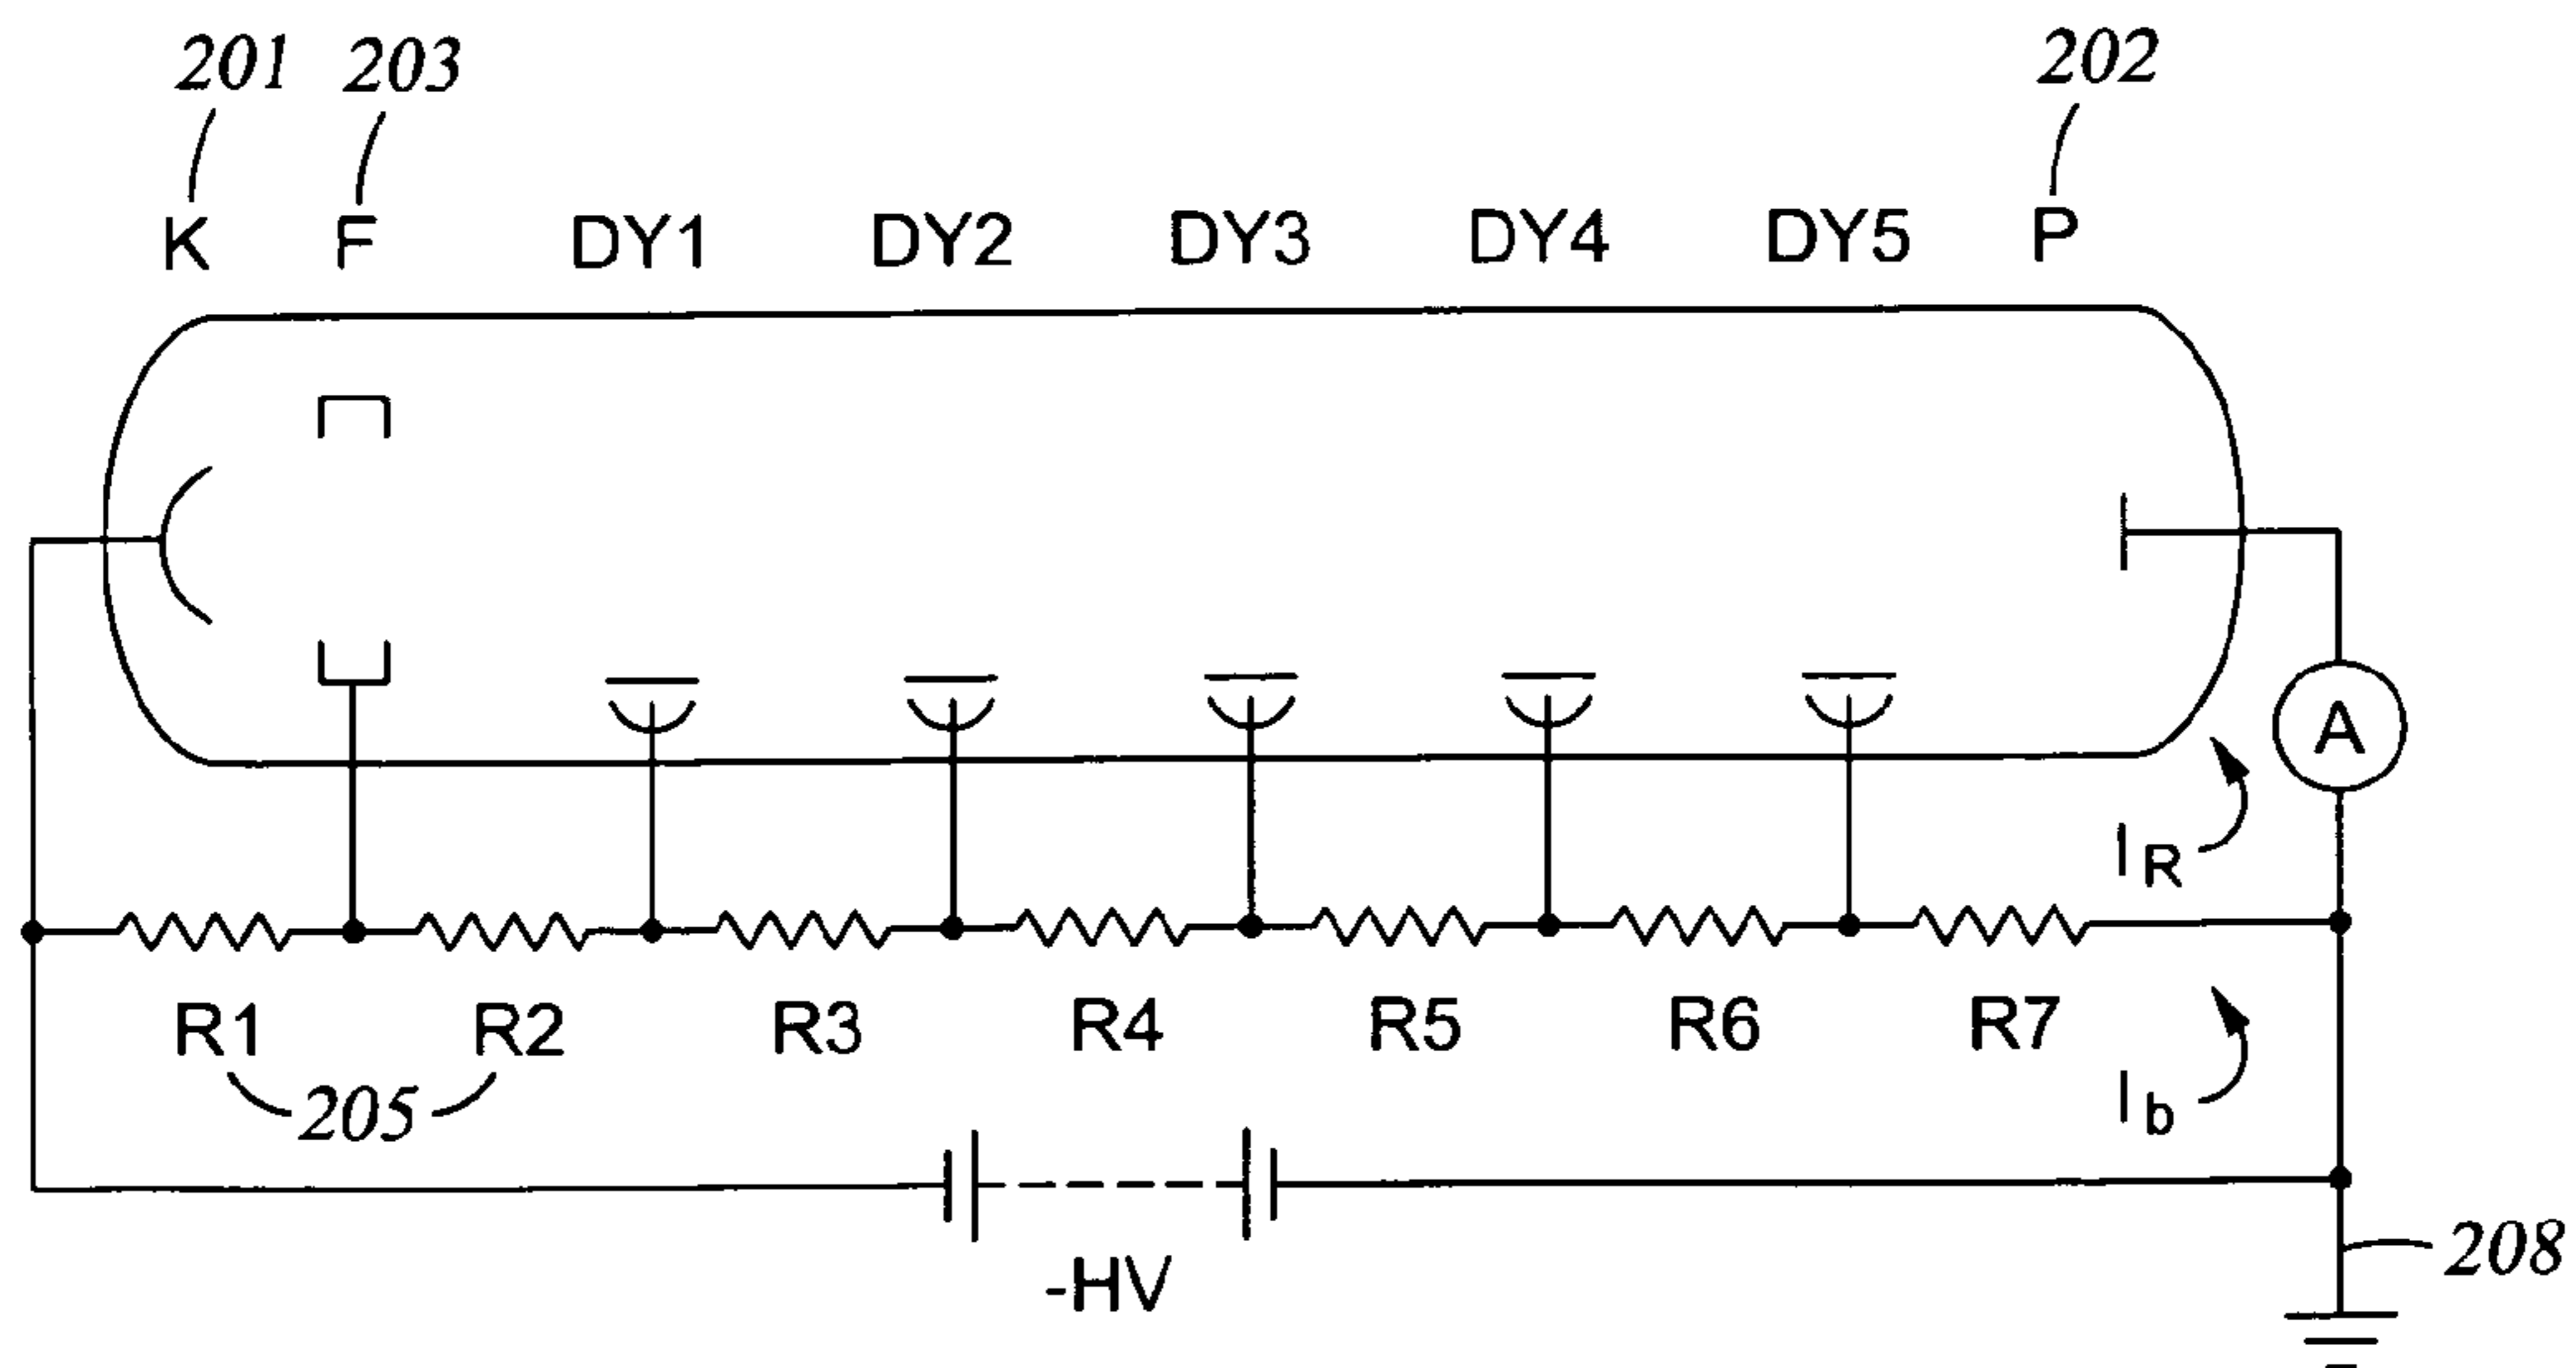 201 203 202
K F DY1 DY2 DY3 DY4 DY5 P
A
IR
R1 R2 R3 R4 R5 R6 R7
205
Ib
-HV
208